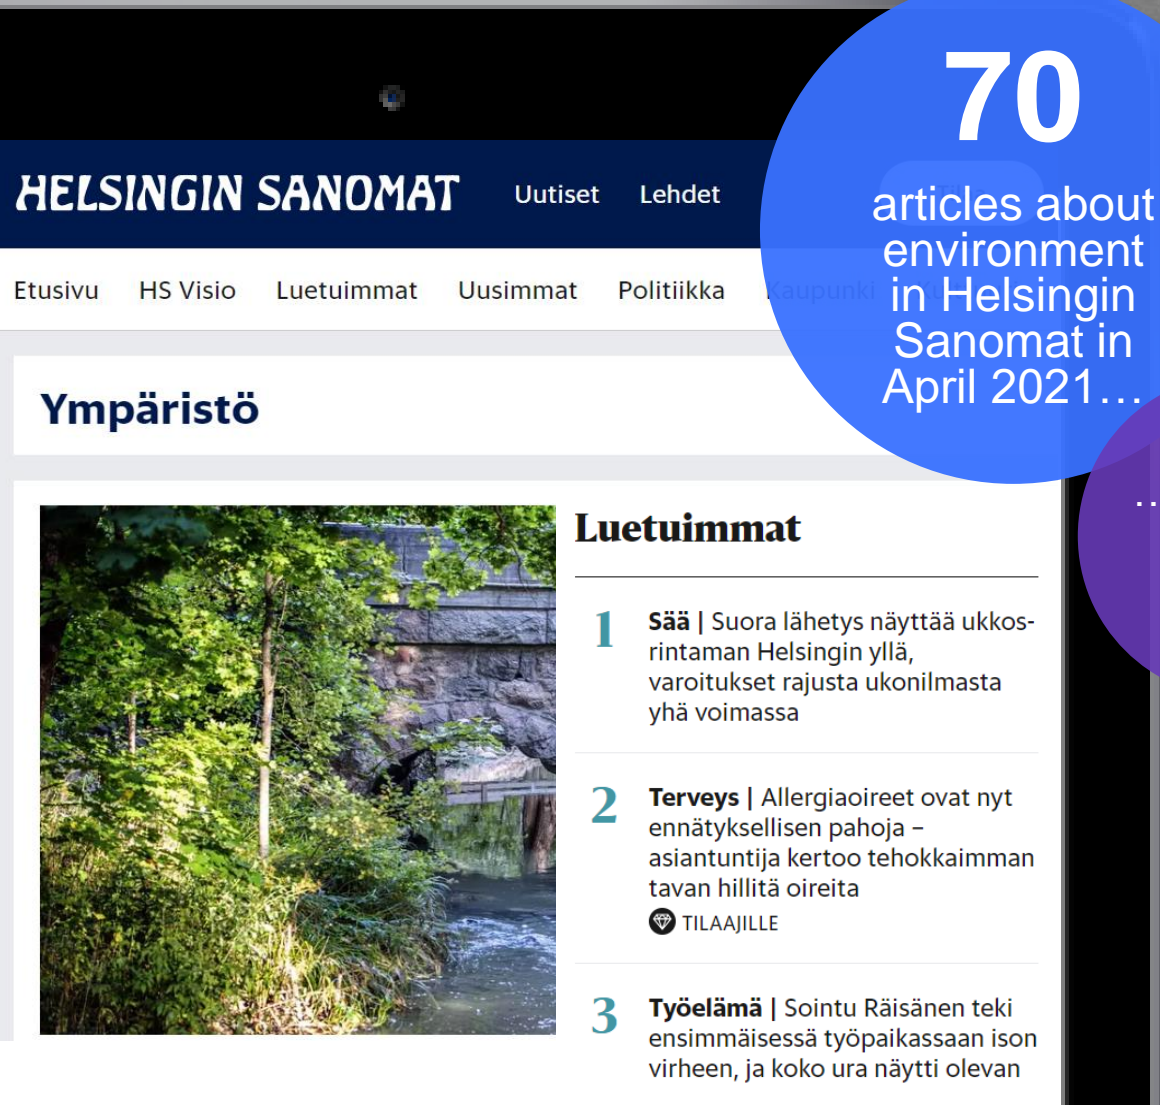 70
articles about
environment
in Helsingin
Sanomat in
April 2021…
…
HELSINGIN SANOMAT
Uutiset Lehdet
Etusivu HS Visio Luetuimmat Uusimmat Politiikka Kaupunki
Ympäristö
Luetuimmat
1
Sää | Suora lähetys näyttää ukkos-
rintaman Helsingin yllä,
varoitukset rajusta ukonilmasta
yhä voimassa
2
Terveys | Allergiaoireet ovat nyt
ennätyksellisen pahoja –
asiantuntija kertoo tehokkaimman
tavan hillitä oireita
TILAAJILLE
3
Työelämä | Sointu Räisänen teki
ensimmäisessä työpaikassaan ison
virheen, ja koko ura näytti olevan